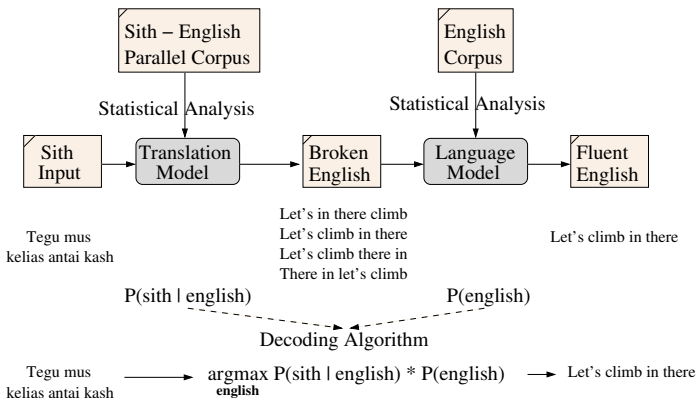 Sith − English
Parallel Corpus
English
Corpus
Statistical Analysis
Statistical Analysis
Sith
Input
Translation
Model
Broken
English
Language
Model
Fluent
English
Tegu mus
kelias antai kash
Let's in there climb
Let's climb in there
Let's climb there in
There in let's climb
Let's climb in there
P(sith | english)
P(english)
Decoding Algorithm
Tegu mus
kelias antai kash
argmax P(sith | english) * P(english)
english
Let's climb in there